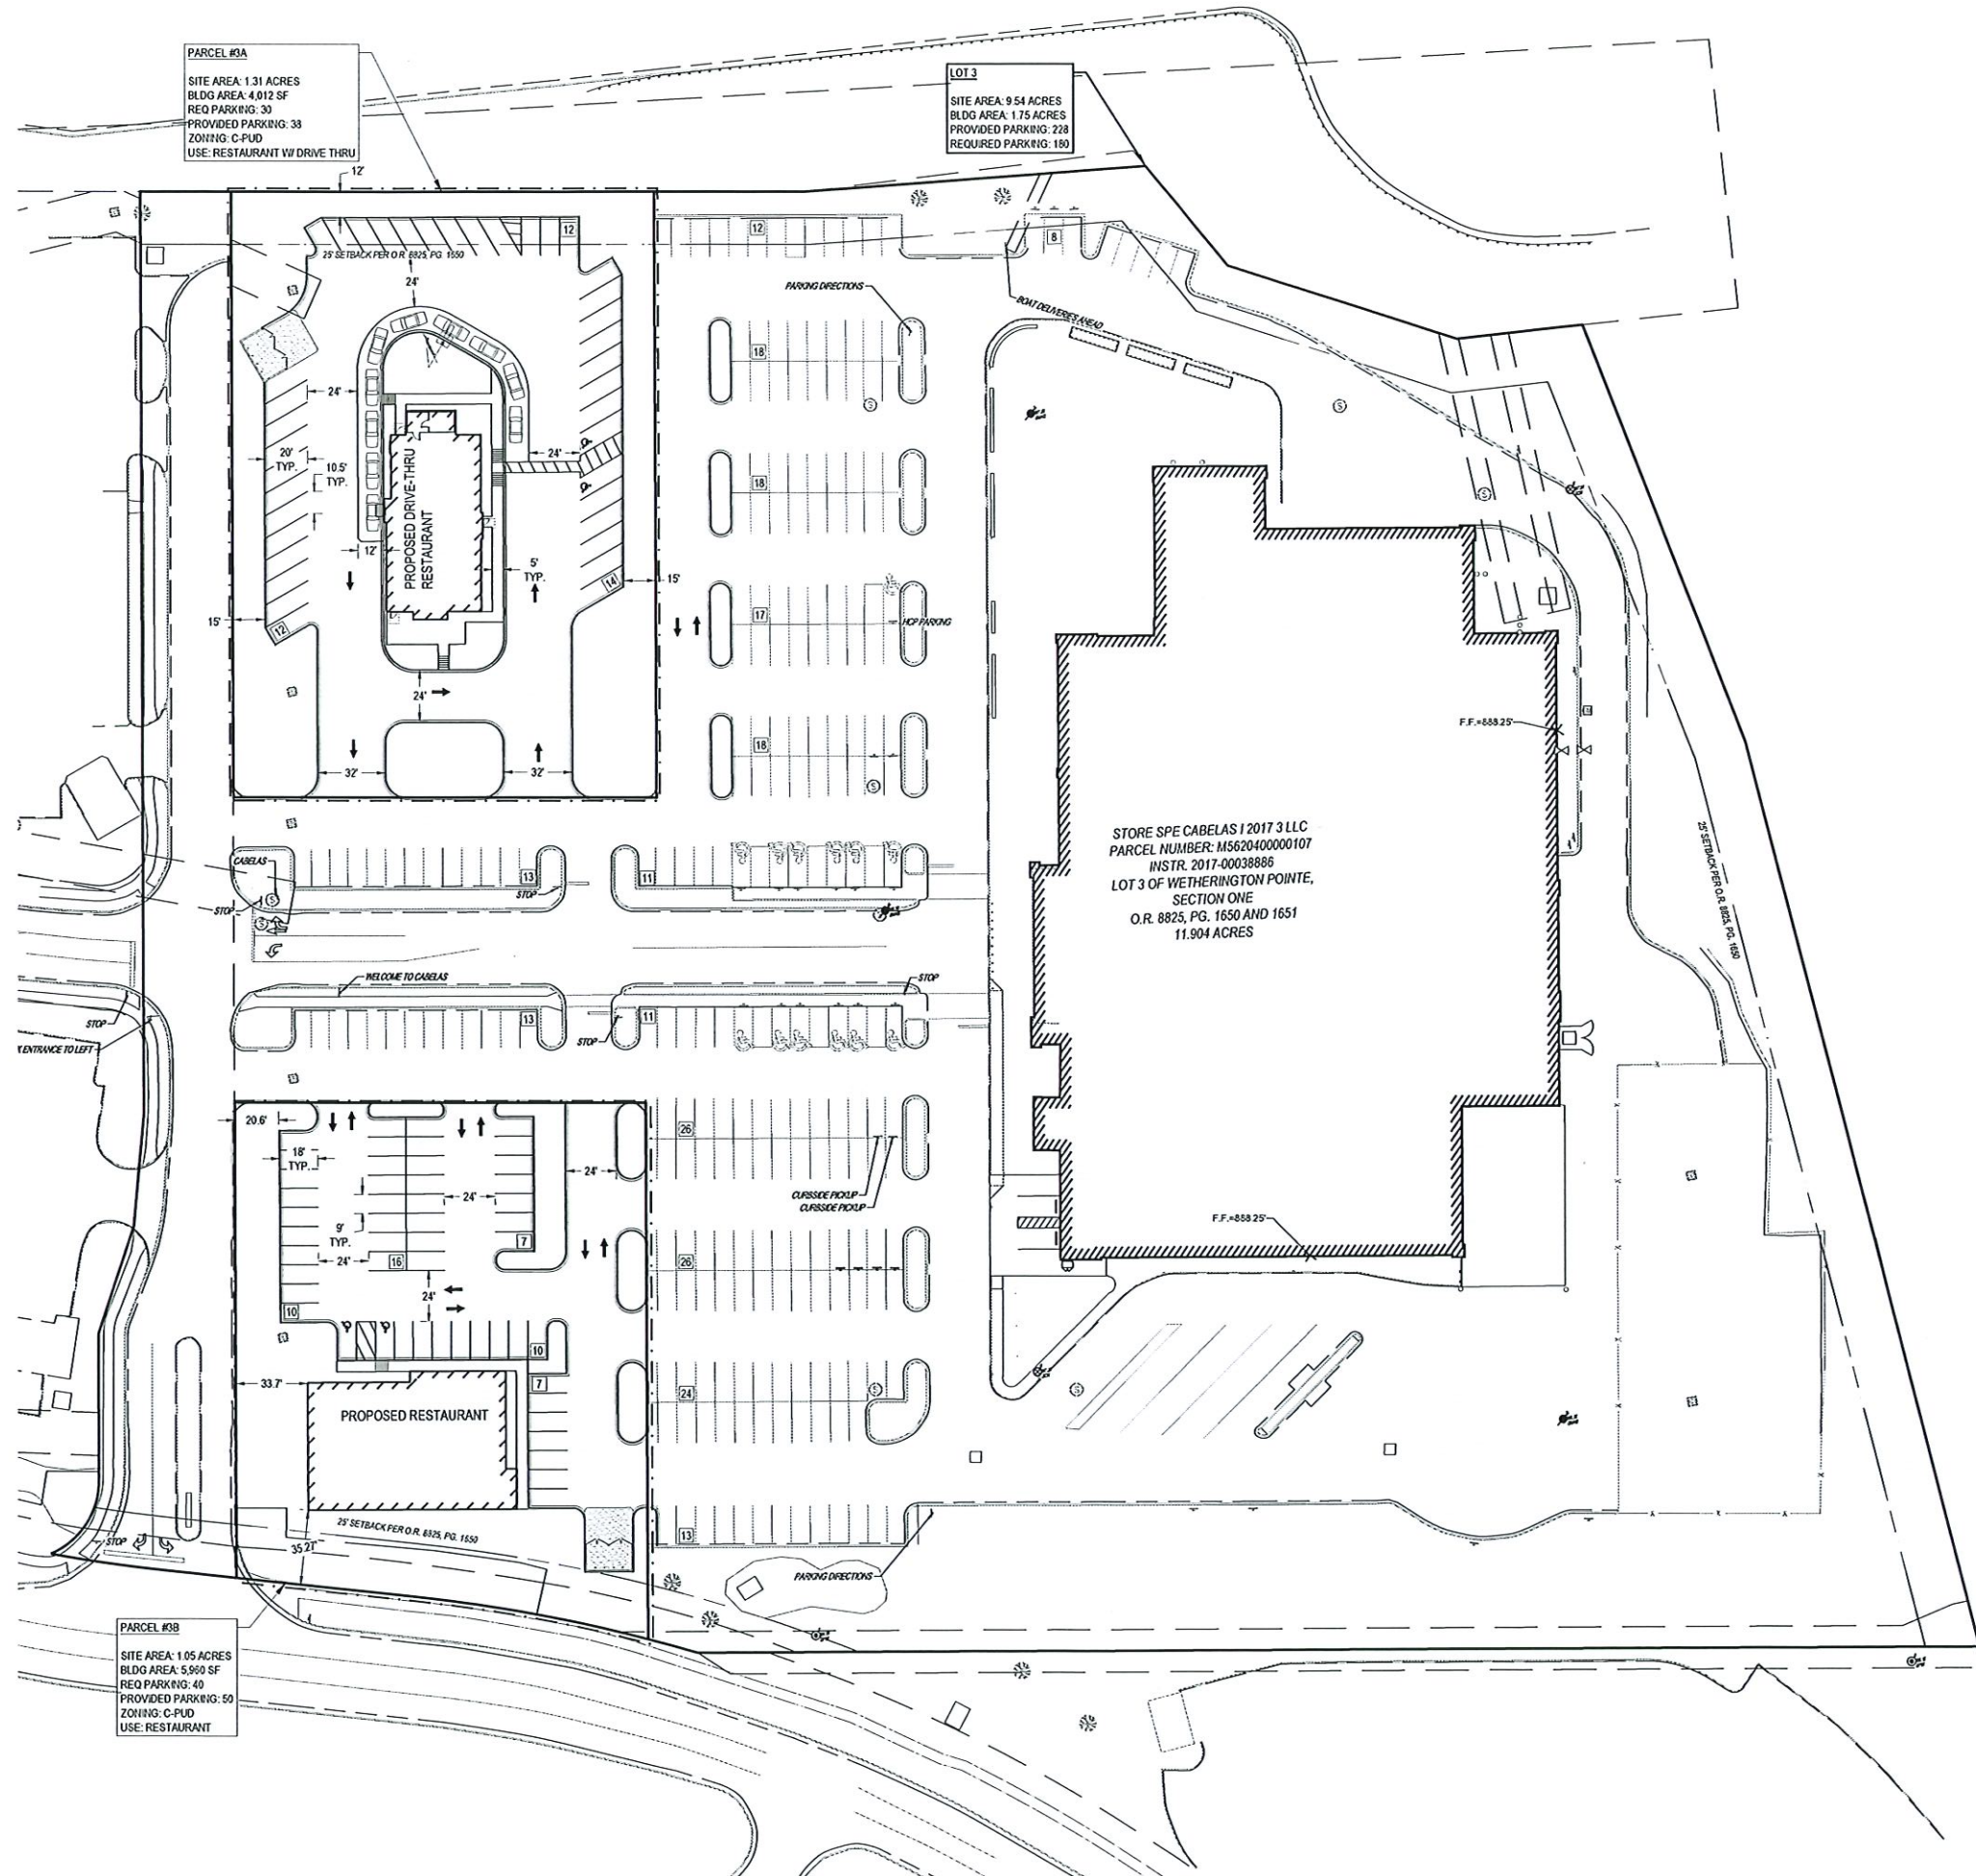 PARCEL #3A
SITE AREA: 1.31 ACRES
BLDG AREA: 4,012 SF
REQ PARKING: 30
PROVIDED PARKING: 38
ZONING: C-PUD
USE: RESTAURANT W/ DRIVE THRU
LOT 3
SITE AREA: 9.54 ACRES
BLDG AREA: 1.75 ACRES
PROVIDED PARKING: 228
REQUIRED PARKING: 180
12'
12
12
8
25' SETBACK PER O.R. 8825, PG. 1650
24'
PARKING DIRECTIONS
BOAT DELIVERIES AHEAD
18
S
S
24'
20'
TYP.
10.5'
TYP.
24'
18
S
PROPOSED DRIVE-THRU
RESTAURANT
12'
5'
TYP.
14
15'
15'
12
17
HCP PARKING
24'
18
S
32'
32'
F.F.=888.25'
STORE SPE CABELAS I 2017 3 LLC
PARCEL NUMBER: M5620400000107
INSTR. 2017-00038886
LOT 3 OF WETHERINGTON POINTE,
SECTION ONE
O.R. 8825, PG. 1650 AND 1651
11.904 ACRES
25' SETBACK PER O.R. 8825, PG. 1650
CABELAS
13
STOP
11
STOP
S
S
WELCOME TO CABELAS
STOP
13
11
STOP
STOP
ENTRANCE TO LEFT
20.6'
18'
TYP.
24'
24'
9'
TYP.
24'
16
7
24'
10
10
26
CURBSIDE PICKUP
CURBSIDE PICKUP
26
F.F.=888.25'
33.7'
7
24
S
S
PROPOSED RESTAURANT
25' SETBACK PER O.R. 8825, PG. 1650
35.27'
STOP
13
PARKING DIRECTIONS
PARCEL #3B
SITE AREA: 1.05 ACRES
BLDG AREA: 5,960 SF
REQ PARKING: 40
PROVIDED PARKING: 50
ZONING: C-PUD
USE: RESTAURANT